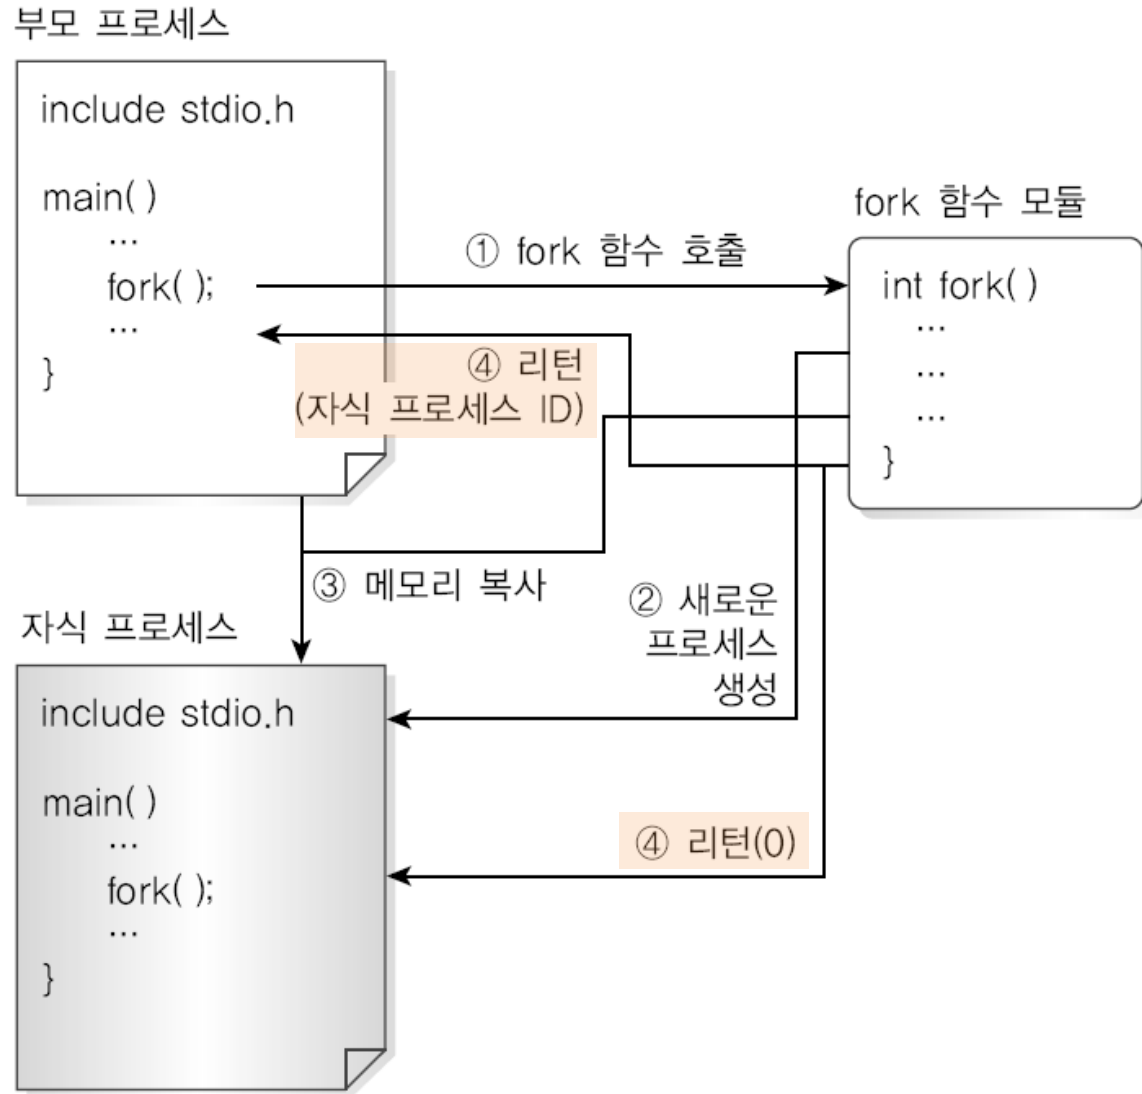 부모 프로세스
include stdio.h
main( )
...
fork( );
...
}
① fork 함수 호출
fork 함수 모듈
int fork( )
...
...
...
}
④ 리턴
(자식 프로세스 ID)
③ 메모리 복사
② 새로운
프로세스
생성
자식 프로세스
include stdio.h
main( )
...
fork( );
...
}
④ 리턴(0)